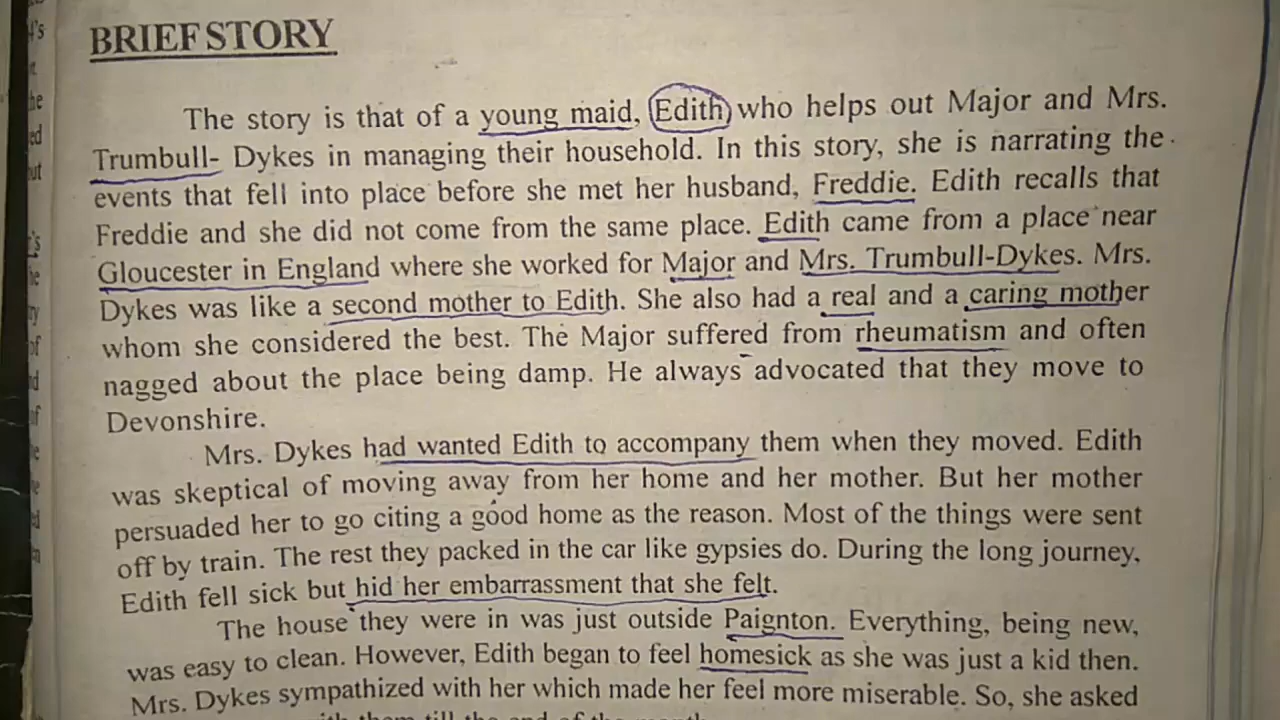 BRIEF STORY
The story is that of a young maid, Edith who helps out Major and Mrs.
Trumbull- Dykes in managing their household. In this story, she is narrating the
events that fell into place before she met her husband, Freddie. Edith recalls that
Freddie and she did not come from the same place. Edith came from a place near
Gloucester in England where she worked for Major and Mrs. Trumbull-Dykes. Mrs.
Dykes was like a second mother to Edith. She also had a real and a caring mother
whom she considered the best. The Major suffered from rheumatism and often
nagged about the place being damp. He always advocated that they move to
Devonshire.
Mrs. Dykes had wanted Edith to accompany them when they moved. Edith
was skeptical of moving away from her home and her mother. But her mother
persuaded her to go citing a good home as the reason. Most of the things were sent
off by train. The rest they packed in the car like gypsies do. During the long journey,
Edith fell sick but hid her embarrassment that she felt.
The house they were in was just outside Paignton. Everything, being new,
was easy to clean. However, Edith began to feel homesick as she was just a kid then.
Mrs. Dykes sympathized with her which made her feel more miserable. So, she asked
them till the end of the month